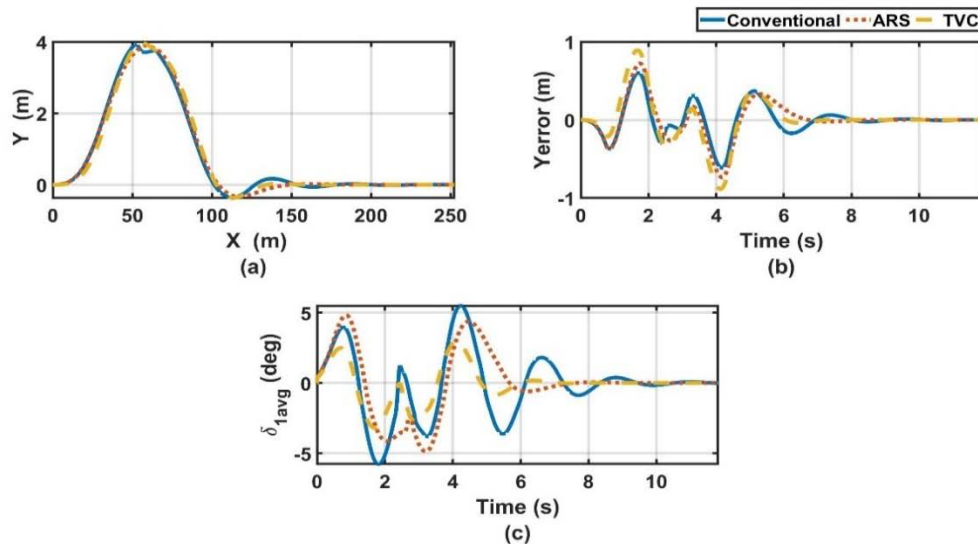 Conventional ARS TVC
4
2
0
Y (m)
0 50 100 150 200 250
X (m)
(a)
1
0
-1
Yerror (m)
0 2 4 6 8 10
Time (s)
(b)
5
0
-5
δ1avg (deg)
0 2 4 6 8 10
Time (s)
(c)